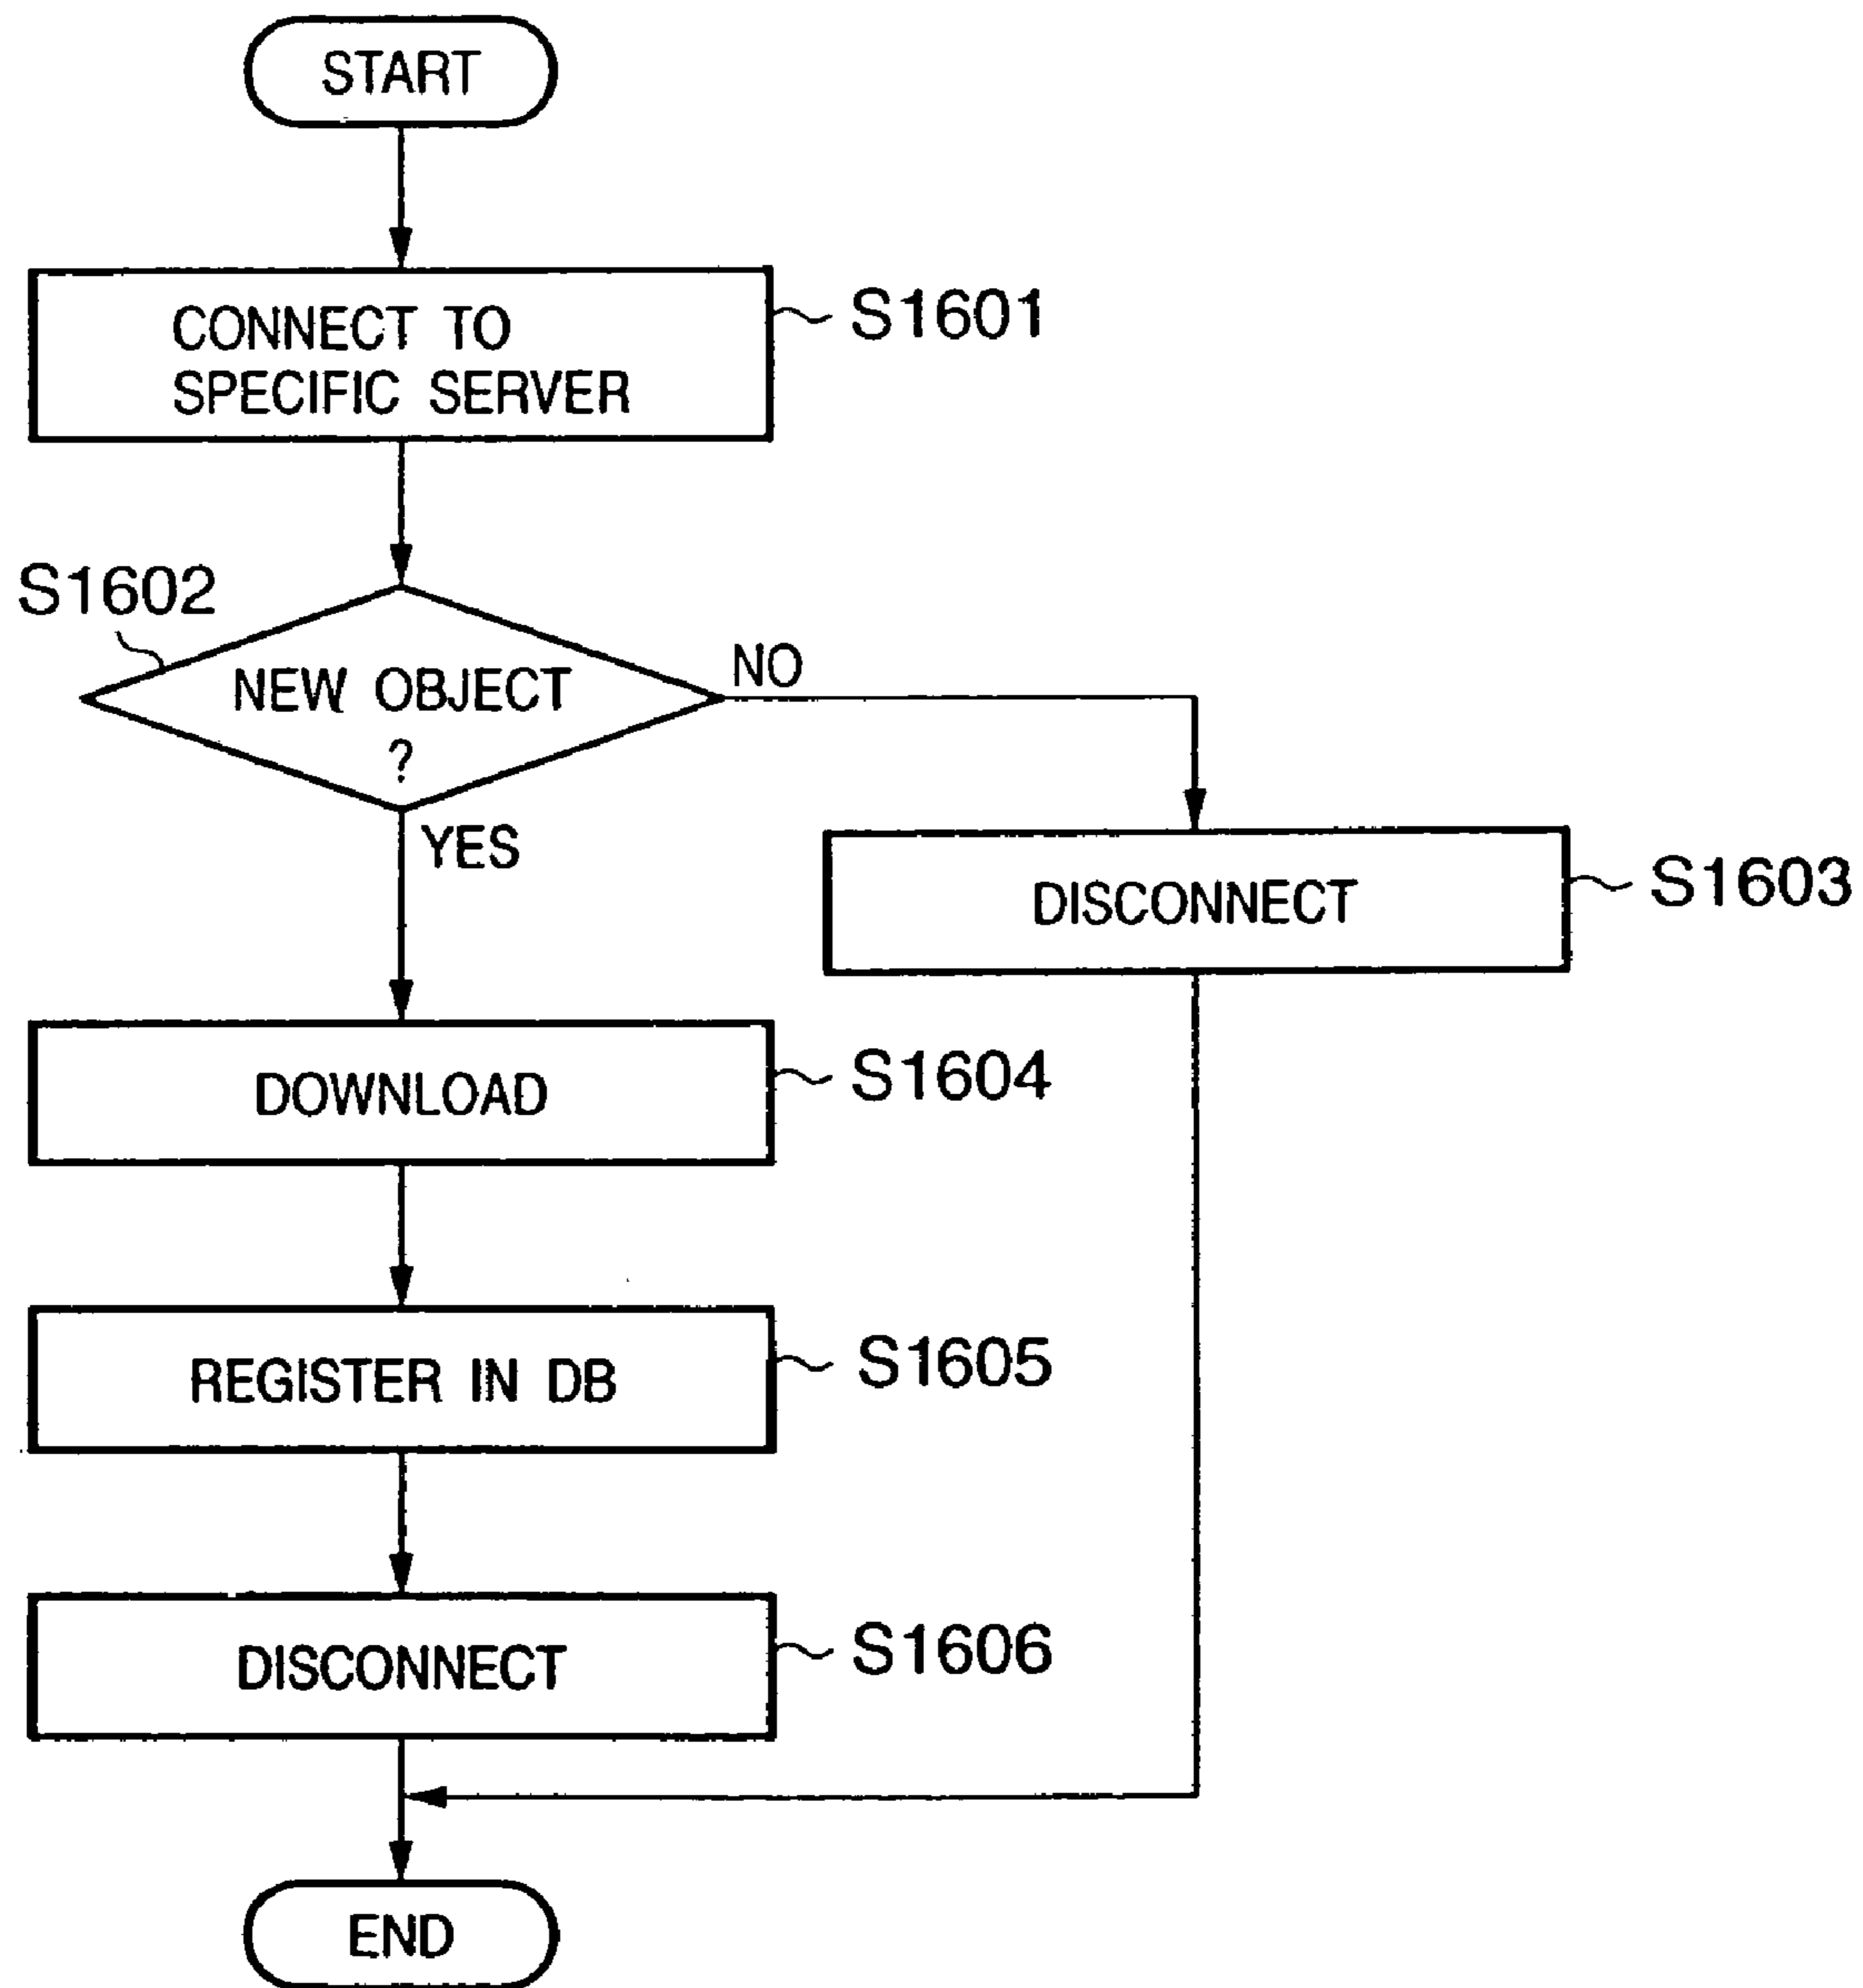 START
CONNECT TO
SPECIFIC SERVER
S1601
S1602
NEW OBJECT
?
NO
YES
DISCONNECT
S1603
DOWNLOAD
S1604
REGISTER IN DB
S1605
DISCONNECT
S1606
END